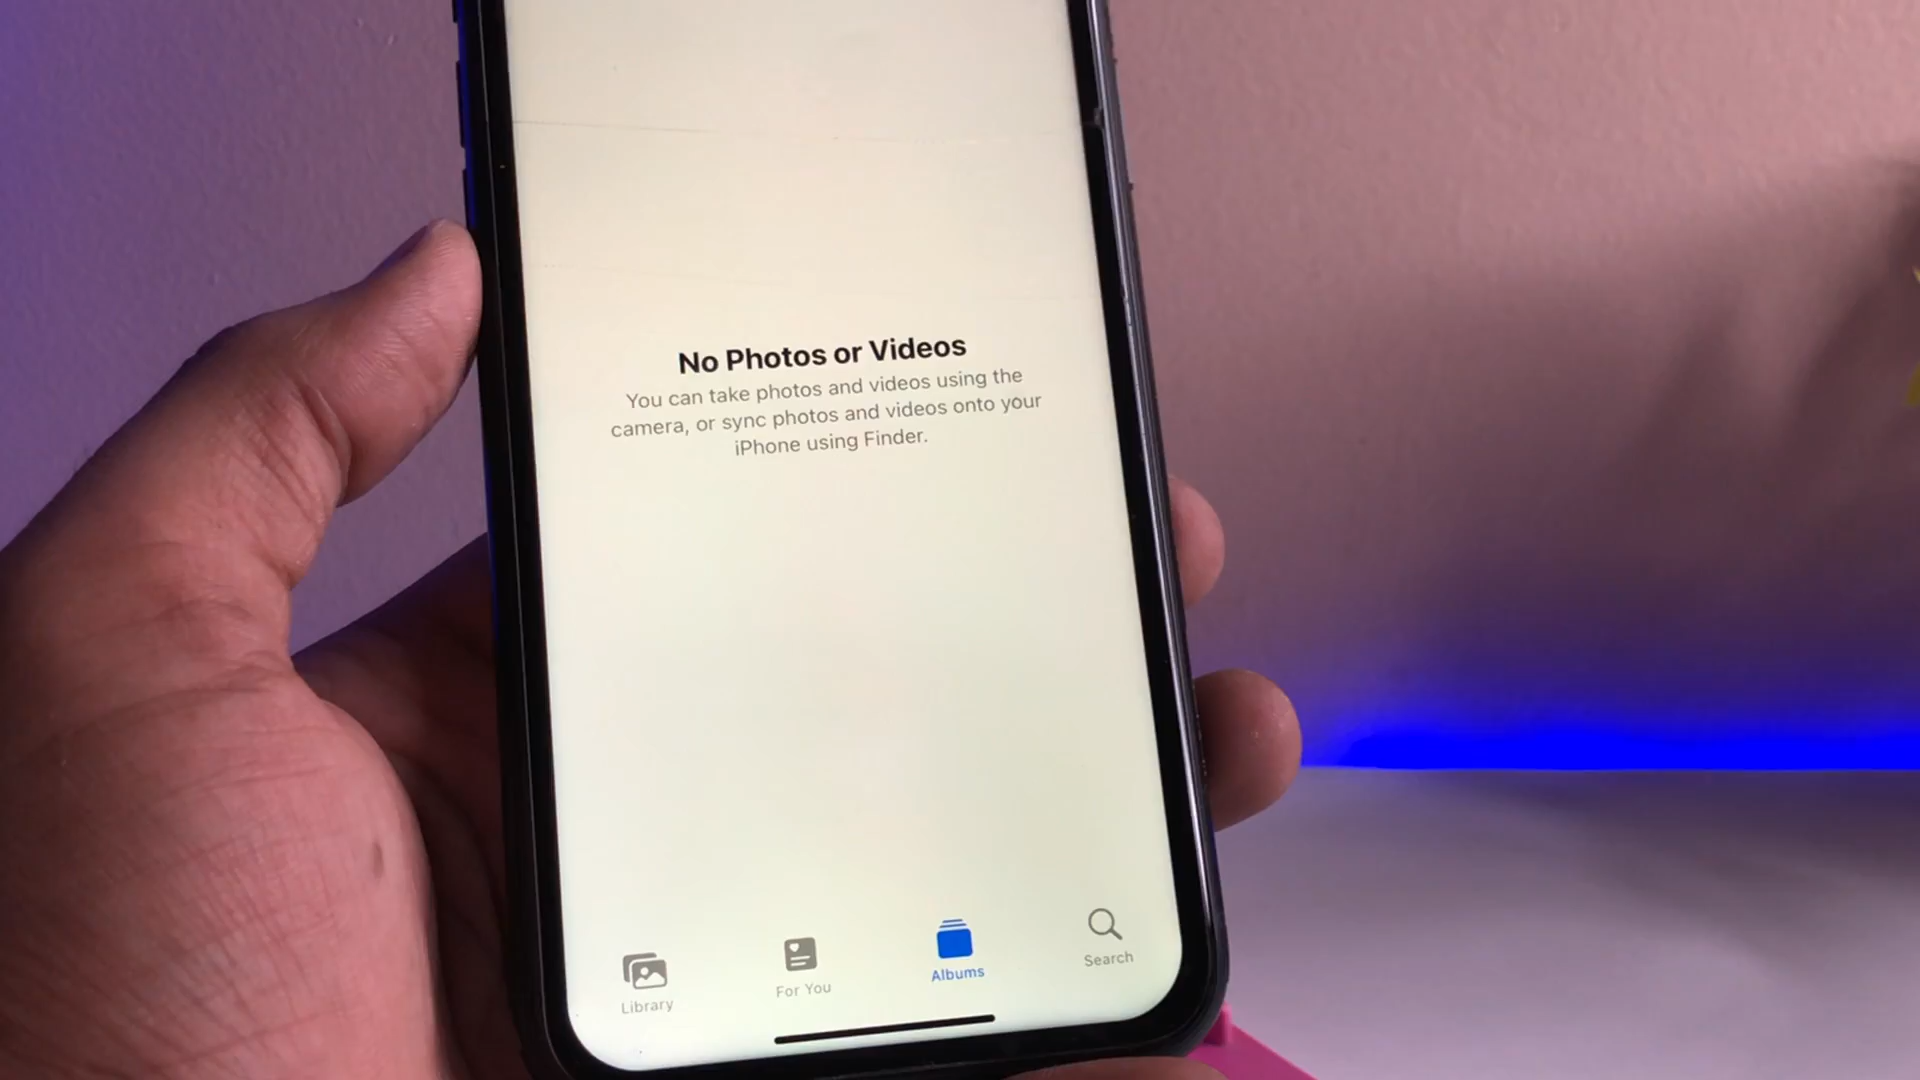 No Photos or Videos
You can take photos and videos using the
camera, or sync photos and videos onto your
iPhone using Finder.
Library
For You
Albums
Search